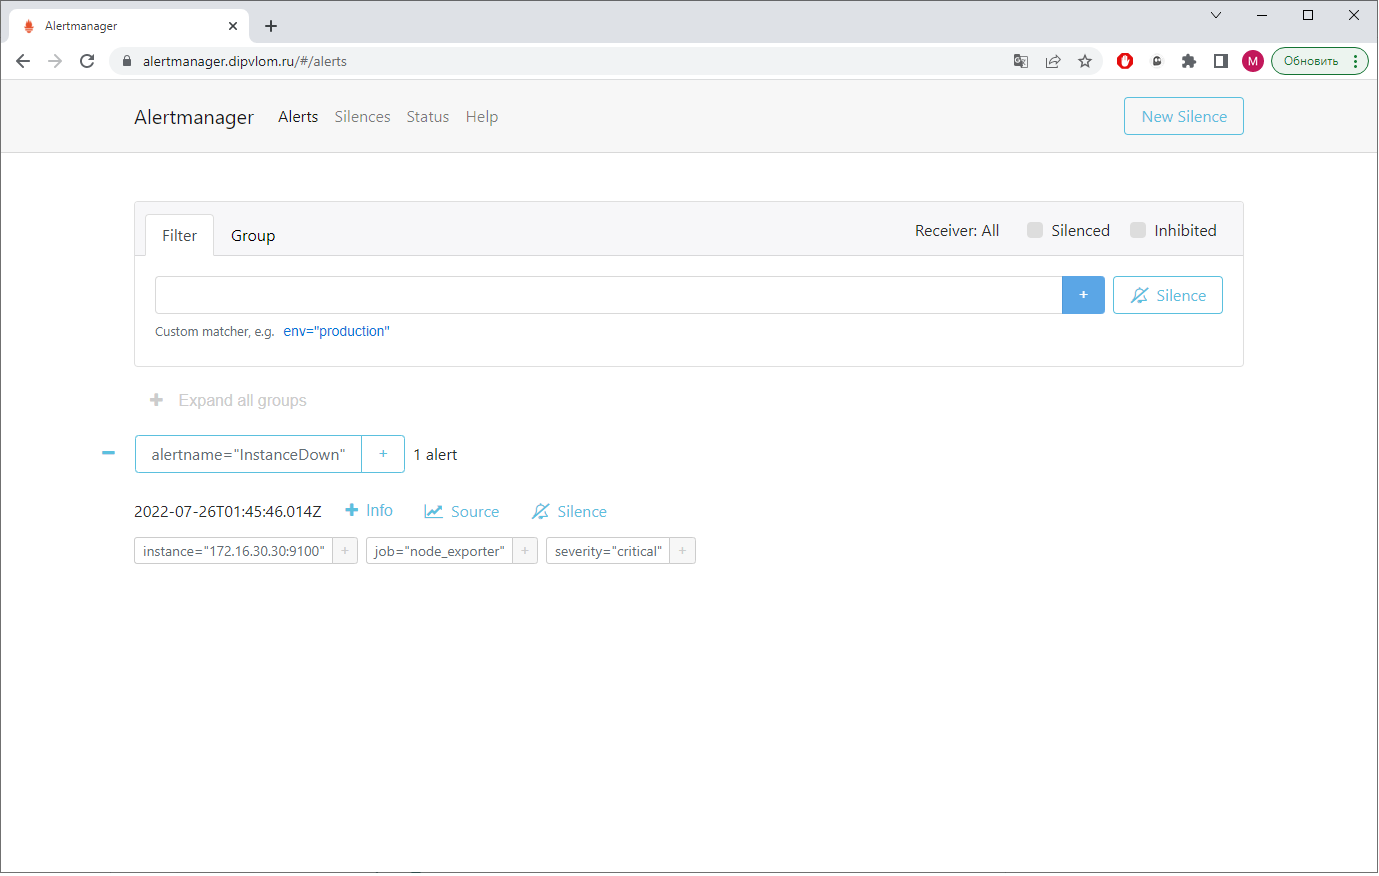 Alertmanager
alertmanager.dipvlom.ru/#/alerts
M
Обновить
Alertmanager Alerts Silences Status Help New Silence
Filter Group Receiver: All Silenced Inhibited
+ Silence
Custom matcher, e.g. env="production"
+ Expand all groups
alertname="InstanceDown" + 1 alert
2022-07-26T01:45:46.014Z + Info Source Silence
instance="172.16.30.30:9100" + job="node_exporter" + severity="critical" +